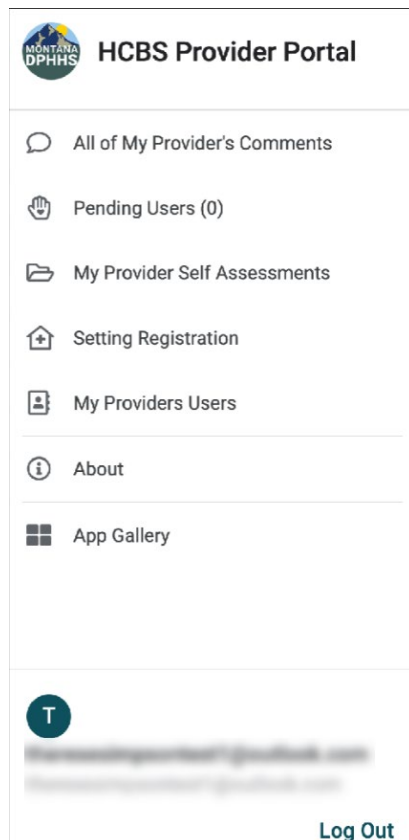 MONTANA
DPHHS
HCBS Provider Portal
All of My Provider's Comments
Pending Users (0)
My Provider Self Assessments
Setting Registration
My Providers Users
About
App Gallery
T
Log Out